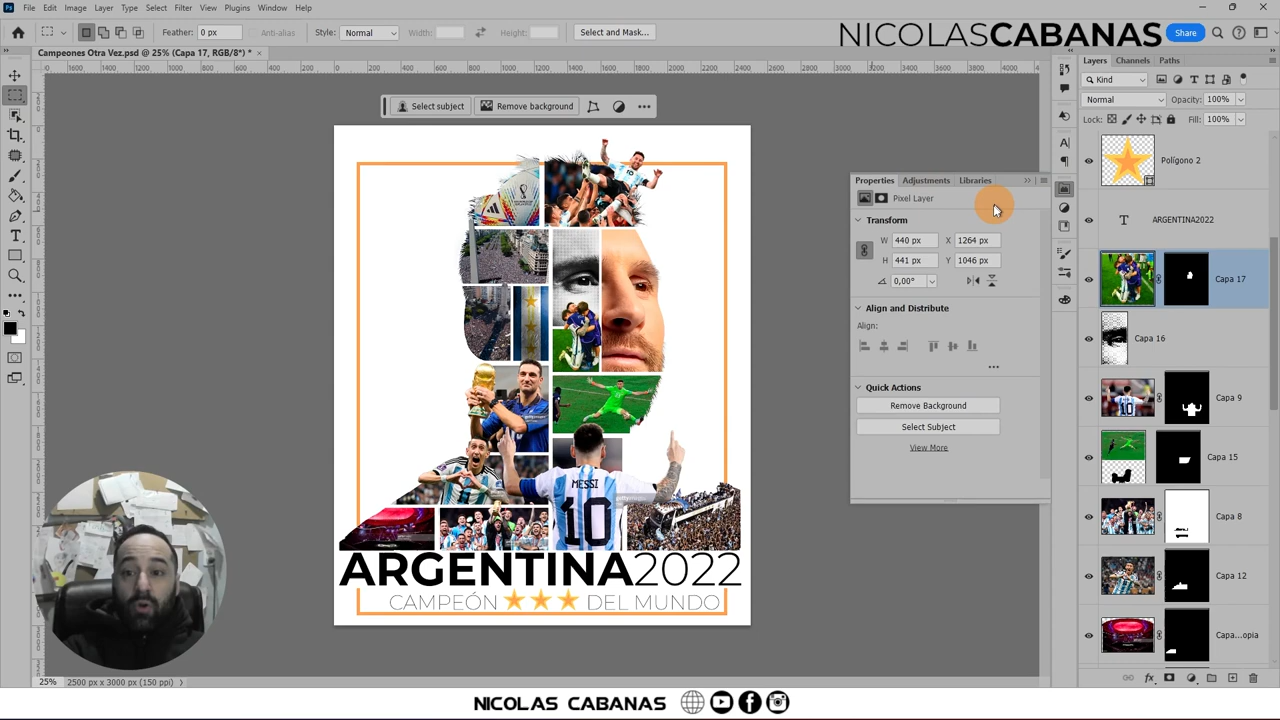 Ps File Edit Image Layer Type Select Filter View Plugins Window Help
Feather: 0 px Anti-alias Style: Normal Width: Height: Select and Mask...
NICOLASCABANAS
Share
Campeones Otra Vez.psd @ 25% (Capa 17, RGB/8*) *
Select subject Remove background
Layers Channels Paths
Kind
Normal Opacity: 100%
Lock: Fill: 100%
Polígono 2
T ARGENTINA2022
Capa 17
Capa 16
Capa 9
Capa 15
Capa 8
Capa 12
Capa...opia
Properties Adjustments Libraries
Pixel Layer
Transform
W 440 px X 1264 px
H 441 px Y 1046 px
0,00°
Align and Distribute
Align:
Quick Actions
Remove Background
Select Subject
View More
MESSI
10
ARGENTINA2022
CAMPEÓN DEL MUNDO
25% 2500 px x 3000 px (150 ppi)
NICOLAS CABANAS